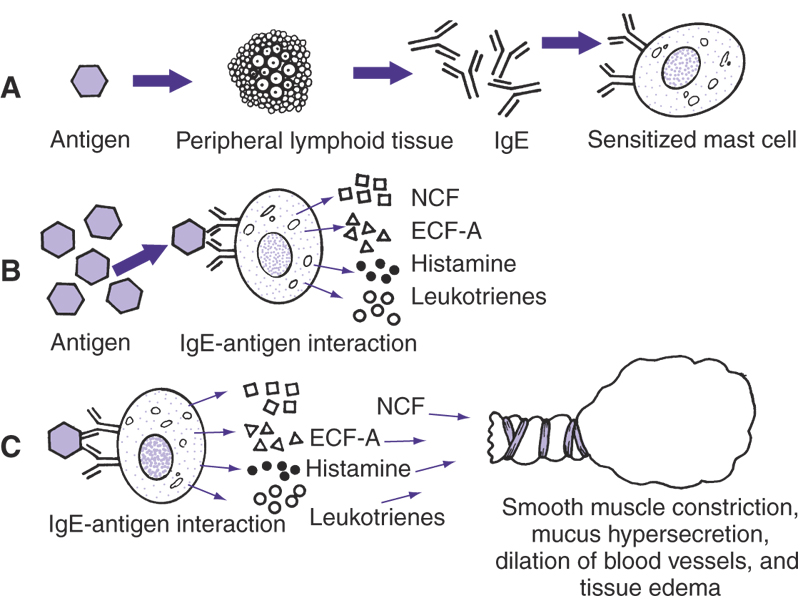 A
Antigen
Peripheral lymphoid tissue
IgE
Sensitized mast cell
B
NCF
ECF-A
Histamine
Leukotrienes
Antigen
IgE-antigen interaction
C
NCF
ECF-A
Histamine
Leukotrienes
IgE-antigen interaction
Smooth muscle constriction,
mucus hypersecretion,
dilation of blood vessels, and
tissue edema